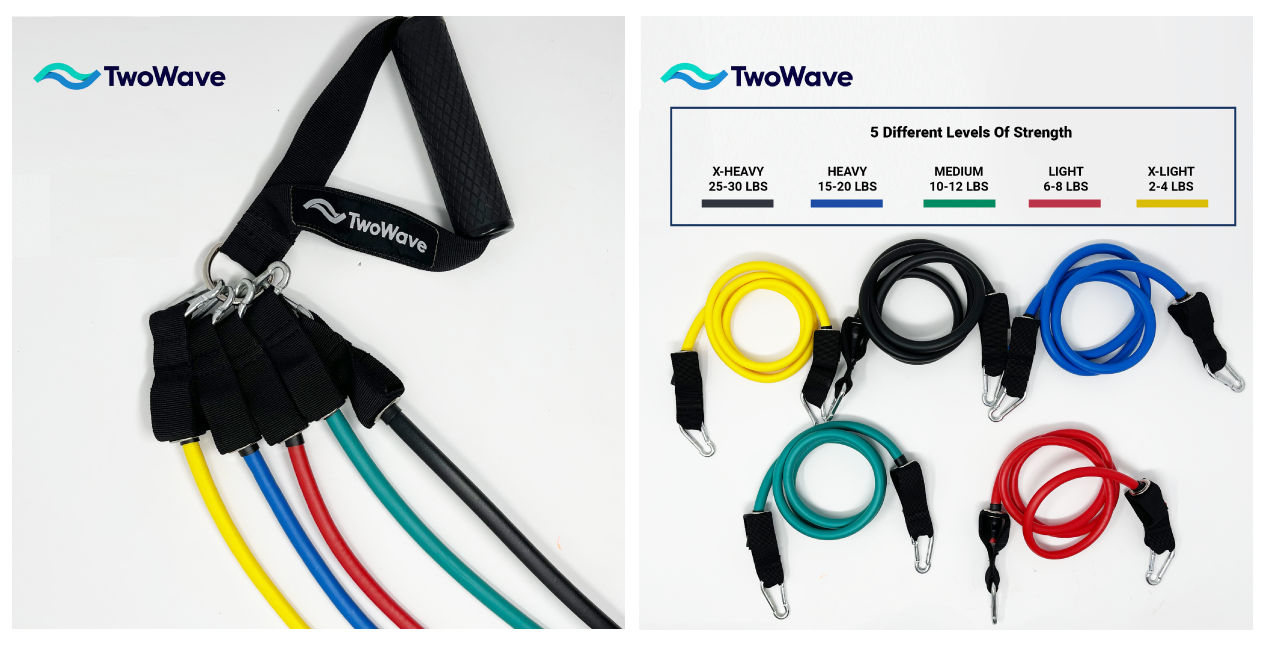 TwoWave
TwoWave
TwoWave
5 Different Levels Of Strength
X-HEAVY HEAVY MEDIUM LIGHT X-LIGHT
25-30 LBS 15-20 LBS 10-12 LBS 6-8 LBS 2-4 LBS